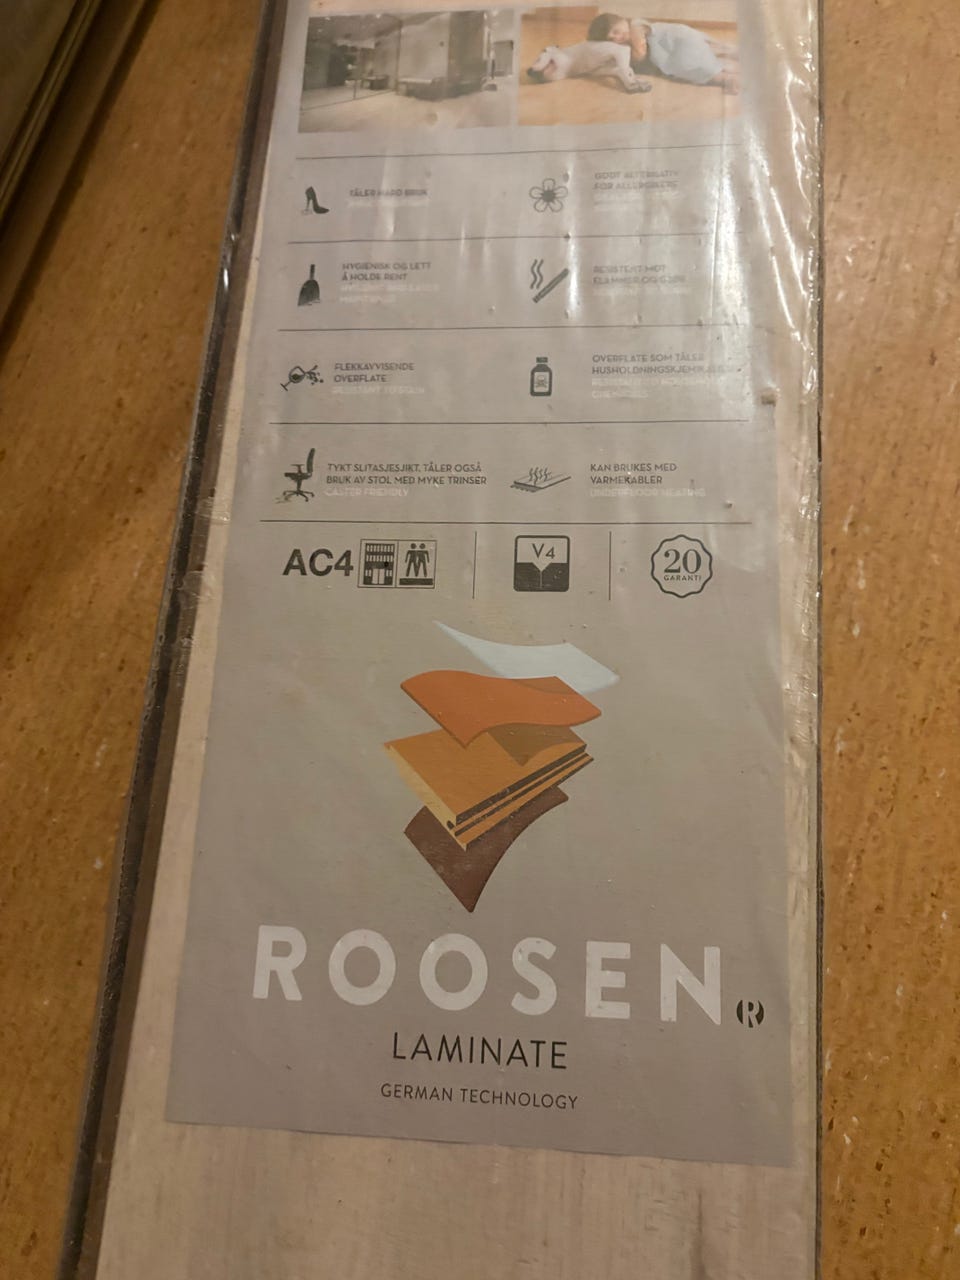 TÅLER HARD BRUK
GODT ALTERNATIV
FOR ALLERGIKERE
HYGIENISK OG LETT
Å HOLDE RENT
RESISTENT MOT
FLEKKAVVISENDE
OVERFLATE
RESISTANT TO STAIN
OVERFLATE SOM TÅLER
HUSHOLDNINGSKJEMIKALIER
CHEMICALS
TYKT SLITASJESJIKT, TÅLER OGSÅ
BRUK AV STOL MED MYKE TRINSER
CASTER FRIENDLY
KAN BRUKES MED
VARMEKABLER
UNDERFLOOR HEATING
AC4
V4
20
GARANTI
ROOSEN
R
LAMINATE
GERMAN TECHNOLOGY